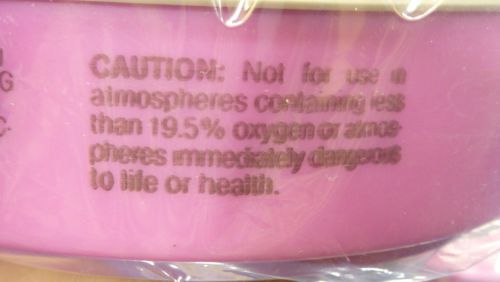 CAUTION: Not for use in
G
atmospheres containing less
than 19.5% oxygen or atmos-
C.
pheres immediately dangerous
to life or health.